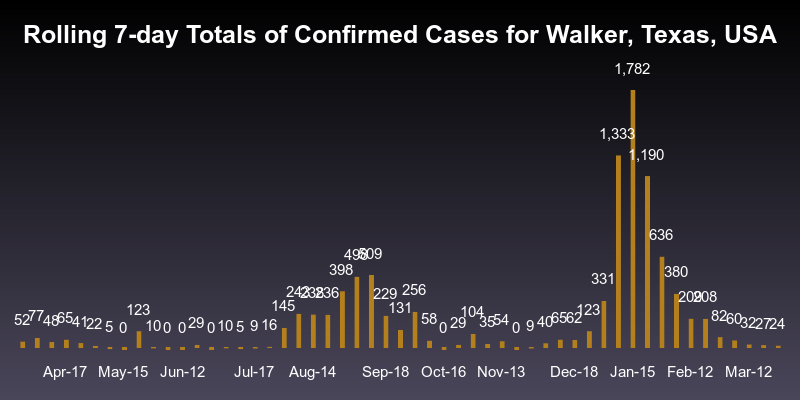 Rolling 7-day Totals of Confirmed Cases for Walker, Texas, USA
52 77 48 65 41 22 5 0 123 10 0 0 29 0 10 5 9 16 145 242 238 236 398 509 229 131 256 58 0 29 104 35 54 0 9 40 65 62 123 331 1,333 1,782 1,190 636 380 209 208 82 60 32 27 24
Apr-17 May-15 Jun-12 Jul-17 Aug-14 Sep-18 Oct-16 Nov-13 Dec-18 Jan-15 Feb-12 Mar-12